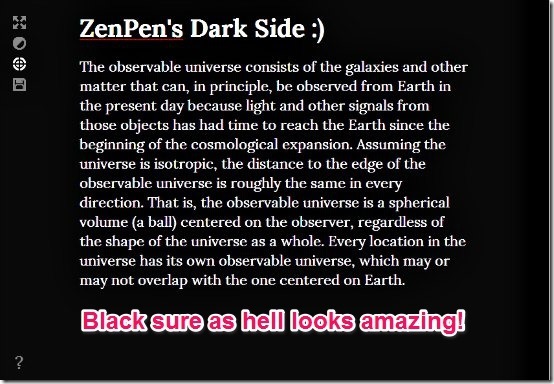 ZenPen's Dark Side :)
The observable universe consists of the galaxies and other
matter that can, in principle, be observed from Earth in
the present day because light and other signals from
those objects has had time to reach the Earth since the
beginning of the cosmological expansion. Assuming the
universe is isotropic, the distance to the edge of the
observable universe is roughly the same in every
direction. That is, the observable universe is a spherical
volume (a ball) centered on the observer, regardless of
the shape of the universe as a whole. Every location in the
universe has its own observable universe, which may or
may not overlap with the one centered on Earth.
Black sure as hell looks amazing!
?